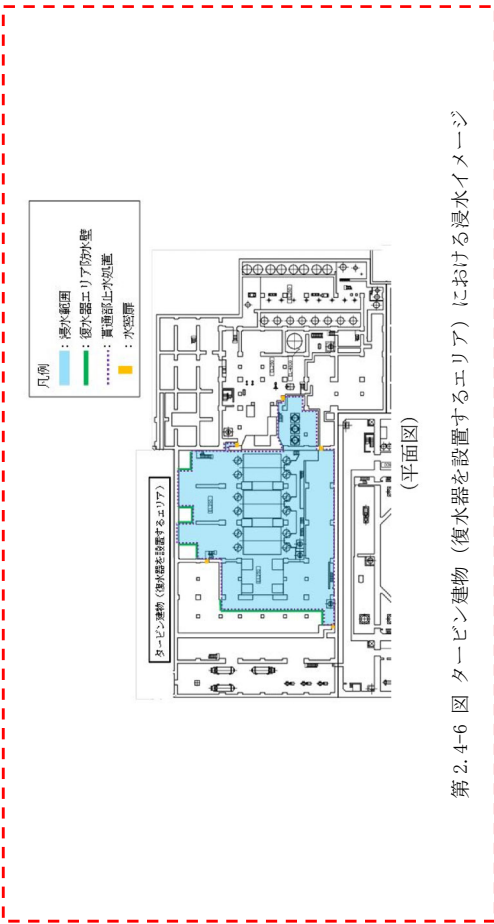 凡例
：浸水範囲
：復水器エリア防水壁
：貫通部止水処置
：水密扉
タービン建物（復水器を設置するエリア）
(平面図)
第2.4-6 図 タービン建物（復水器を設置するエリア）における浸水イメージ